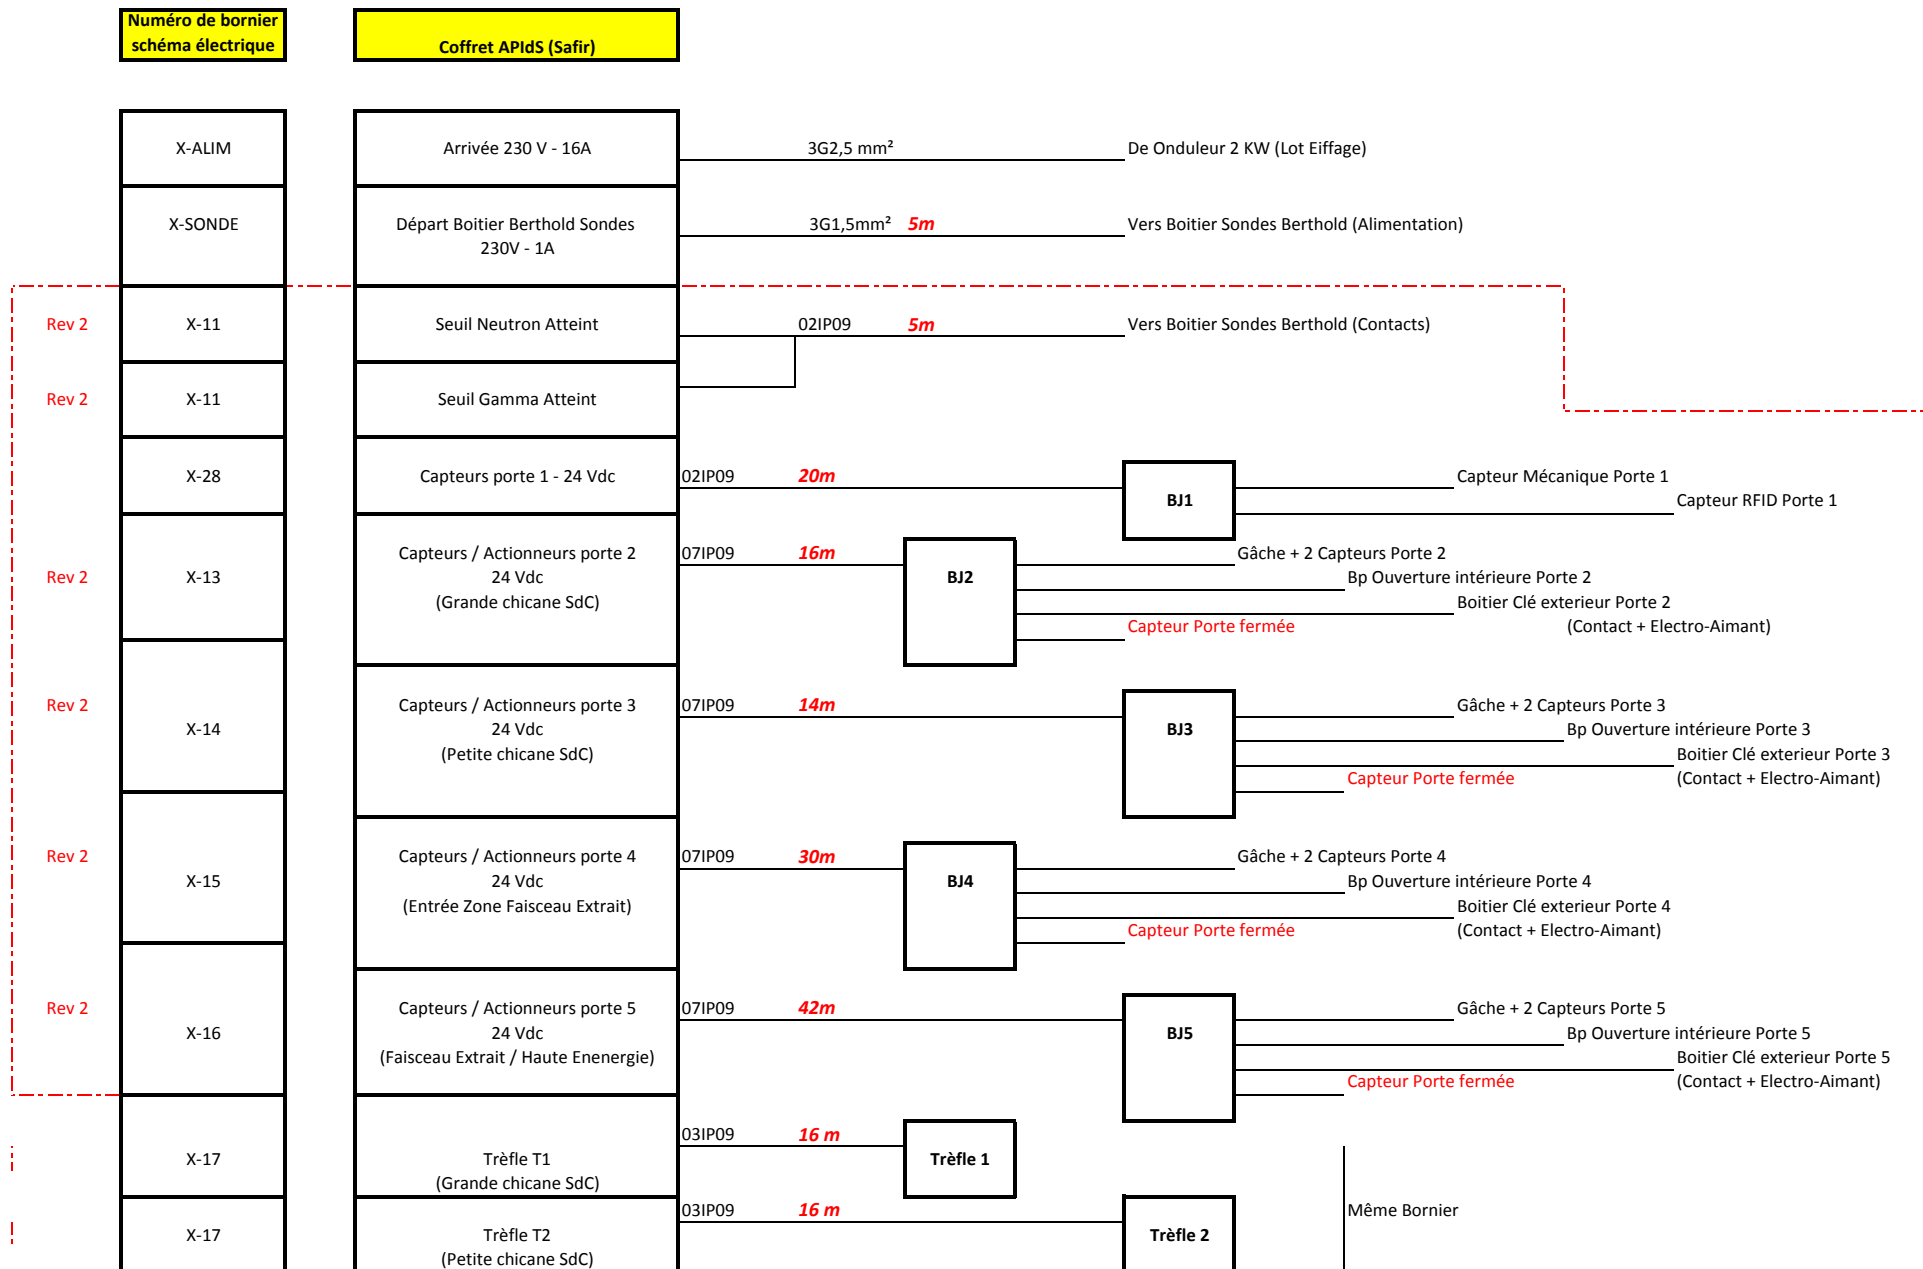 Numéro de bornier
schéma électrique
Coffret APIdS (Safir)
X-ALIM
Arrivée 230 V - 16A
3G2,5 mm²
De Onduleur 2 KW (Lot Eiffage)
X-SONDE
Départ Boitier Berthold Sondes
230V - 1A
3G1,5mm² 5m
Vers Boitier Sondes Berthold (Alimentation)
Rev 2
X-11
Seuil Neutron Atteint
02IP09 5m
Vers Boitier Sondes Berthold (Contacts)
Rev 2
X-11
Seuil Gamma Atteint
X-28
Capteurs porte 1 - 24 Vdc
02IP09 20m
BJ1
Capteur Mécanique Porte 1
Capteur RFID Porte 1
Rev 2
X-13
Capteurs / Actionneurs porte 2
24 Vdc
(Grande chicane SdC)
07IP09 16m
BJ2
Gâche + 2 Capteurs Porte 2
Bp Ouverture intérieure Porte 2
Boitier Clé exterieur Porte 2
(Contact + Electro-Aimant)
Capteur Porte fermée
Rev 2
X-14
Capteurs / Actionneurs porte 3
24 Vdc
(Petite chicane SdC)
07IP09 14m
BJ3
Gâche + 2 Capteurs Porte 3
Bp Ouverture intérieure Porte 3
Boitier Clé exterieur Porte 3
(Contact + Electro-Aimant)
Capteur Porte fermée
Rev 2
X-15
Capteurs / Actionneurs porte 4
24 Vdc
(Entrée Zone Faisceau Extrait)
07IP09 30m
BJ4
Gâche + 2 Capteurs Porte 4
Bp Ouverture intérieure Porte 4
Boitier Clé exterieur Porte 4
(Contact + Electro-Aimant)
Capteur Porte fermée
Rev 2
X-16
Capteurs / Actionneurs porte 5
24 Vdc
(Faisceau Extrait / Haute Enenergie)
07IP09 42m
BJ5
Gâche + 2 Capteurs Porte 5
Bp Ouverture intérieure Porte 5
Boitier Clé exterieur Porte 5
(Contact + Electro-Aimant)
Capteur Porte fermée
X-17
Trèfle T1
(Grande chicane SdC)
03IP09 16 m
Trèfle 1
X-17
Trèfle T2
(Petite chicane SdC)
03IP09 16 m
Trèfle 2
Même Bornier